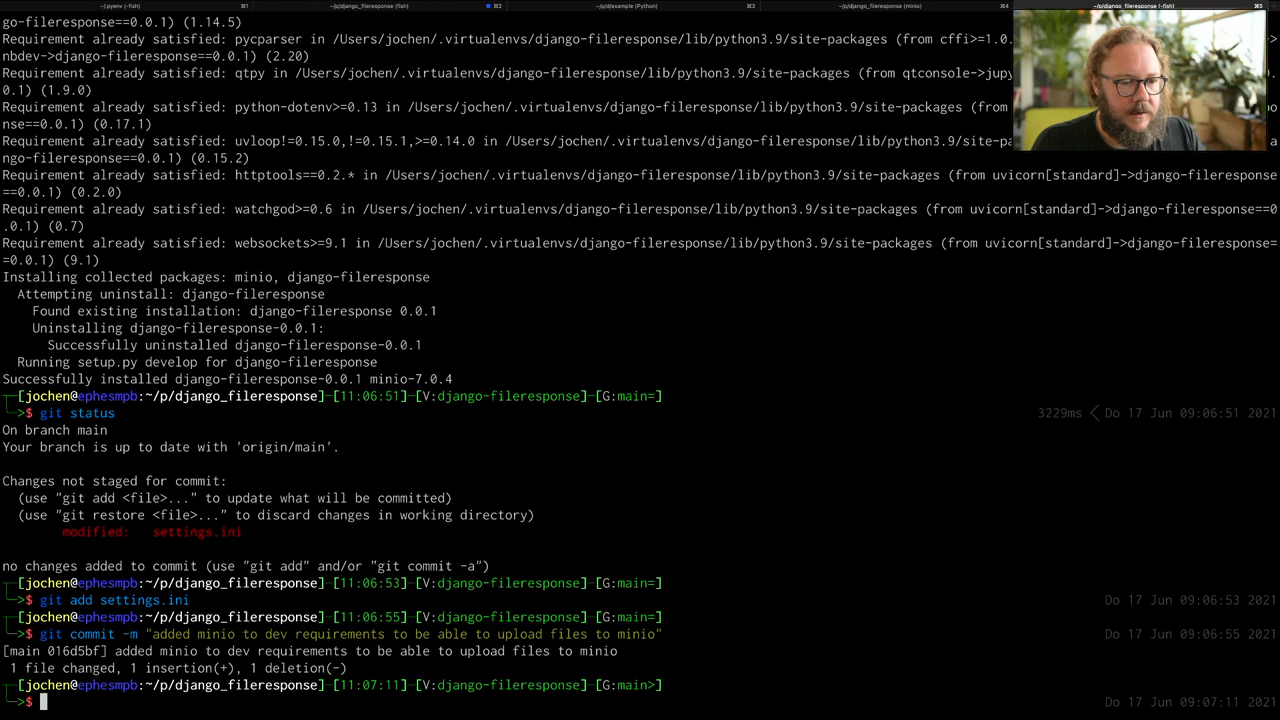 ~/.pyenv (-fish) ⌘1 ~/p/django_fileresponse (fish) ⌘2 ~/p/d/example (Python) ⌘3 ~/p/django_fileresponse (minio) ⌘4 ~/p/django_fileresponse (-fish) ⌘5
go-fileresponse==0.0.1) (1.14.5)
Requirement already satisfied: pycparser in /Users/jochen/.virtualenvs/django-fileresponse/lib/python3.9/site-packages (from cffi>=1.0. >
nbdev->django-fileresponse==0.0.1) (2.20)
Requirement already satisfied: qtpy in /Users/jochen/.virtualenvs/django-fileresponse/lib/python3.9/site-packages (from qtconsole->jupy .
0.1) (1.9.0)
Requirement already satisfied: python-dotenv>=0.13 in /Users/jochen/.virtualenvs/django-fileresponse/lib/python3.9/site-packages (from o
nse==0.0.1) (0.17.1)
Requirement already satisfied: uvloop!=0.15.0,!=0.15.1,>=0.14.0 in /Users/jochen/.virtualenvs/django-fileresponse/lib/python3.9/site-pa a
ngo-fileresponse==0.0.1) (0.15.2)
Requirement already satisfied: httptools==0.2.* in /Users/jochen/.virtualenvs/django-fileresponse/lib/python3.9/site-packages (from uvicorn[standard]->django-fileresponse
==0.0.1) (0.2.0)
Requirement already satisfied: watchgod>=0.6 in /Users/jochen/.virtualenvs/django-fileresponse/lib/python3.9/site-packages (from uvicorn[standard]->django-fileresponse==0
.0.1) (0.7)
Requirement already satisfied: websockets>=9.1 in /Users/jochen/.virtualenvs/django-fileresponse/lib/python3.9/site-packages (from uvicorn[standard]->django-fileresponse=
=0.0.1) (9.1)
Installing collected packages: minio, django-fileresponse
Attempting uninstall: django-fileresponse
Found existing installation: django-fileresponse 0.0.1
Uninstalling django-fileresponse-0.0.1:
Successfully uninstalled django-fileresponse-0.0.1
Running setup.py develop for django-fileresponse
Successfully installed django-fileresponse-0.0.1 minio-7.0.4
[jochen@ephesmpb:~/p/django_fileresponse]-[11:06:51]-[V:django-fileresponse]-[G:main=]
$ git status 3229ms < Do 17 Jun 09:06:51 2021
On branch main
Your branch is up to date with 'origin/main'.
Changes not staged for commit:
(use "git add <file>..." to update what will be committed)
(use "git restore <file>..." to discard changes in working directory)
modified: settings.ini
no changes added to commit (use "git add" and/or "git commit -a")
[jochen@ephesmpb:~/p/django_fileresponse]-[11:06:53]-[V:django-fileresponse]-[G:main=]
$ git add settings.ini Do 17 Jun 09:06:53 2021
[jochen@ephesmpb:~/p/django_fileresponse]-[11:06:55]-[V:django-fileresponse]-[G:main=]
$ git commit -m "added minio to dev requirements to be able to upload files to minio" Do 17 Jun 09:06:55 2021
[main 016d5bf] added minio to dev requirements to be able to upload files to minio
1 file changed, 1 insertion(+), 1 deletion(-)
[jochen@ephesmpb:~/p/django_fileresponse]-[11:07:11]-[V:django-fileresponse]-[G:main>]
$ Do 17 Jun 09:07:11 2021